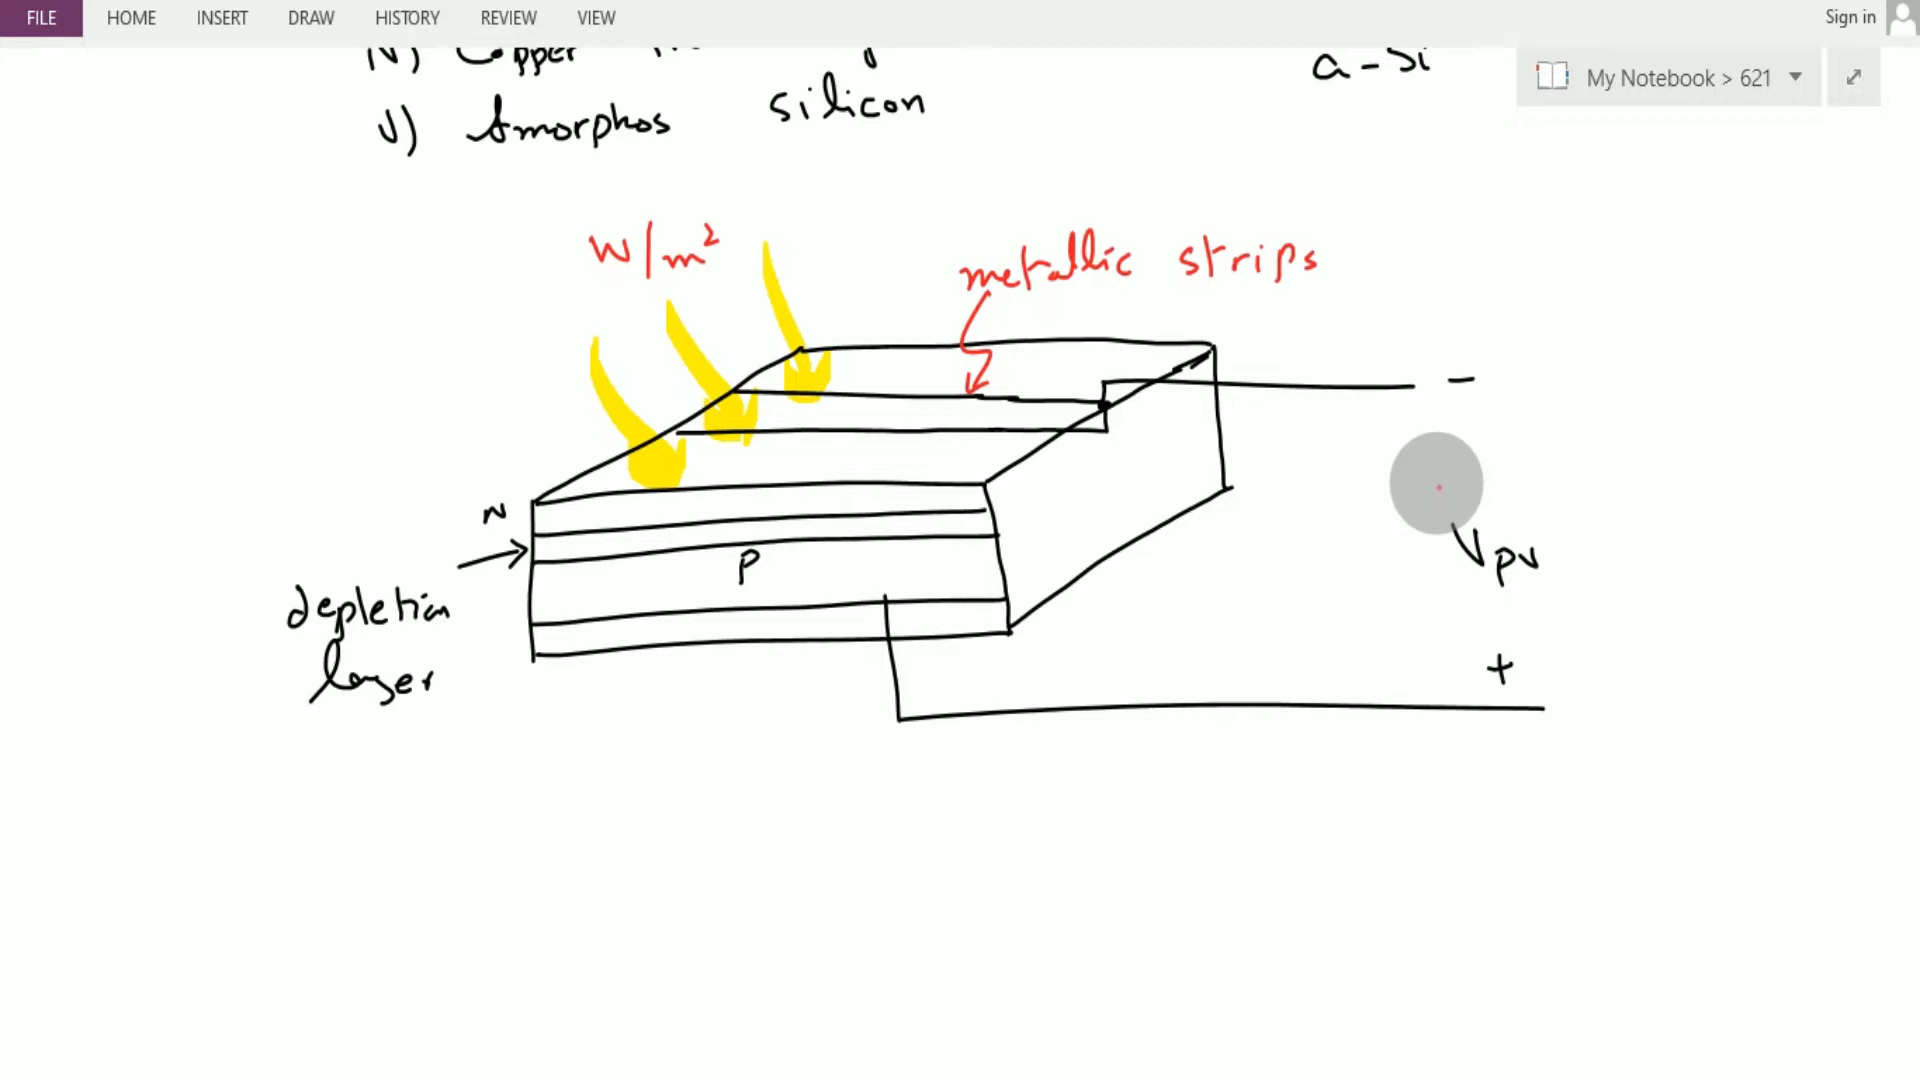 FILE HOME INSERT DRAW HISTORY REVIEW VIEW Sign in
My Notebook > 621
Copper a-Si
V) Amorphos silicon
W/m²
metallic strips
-
N
P
depletion
layer
Vpv
+